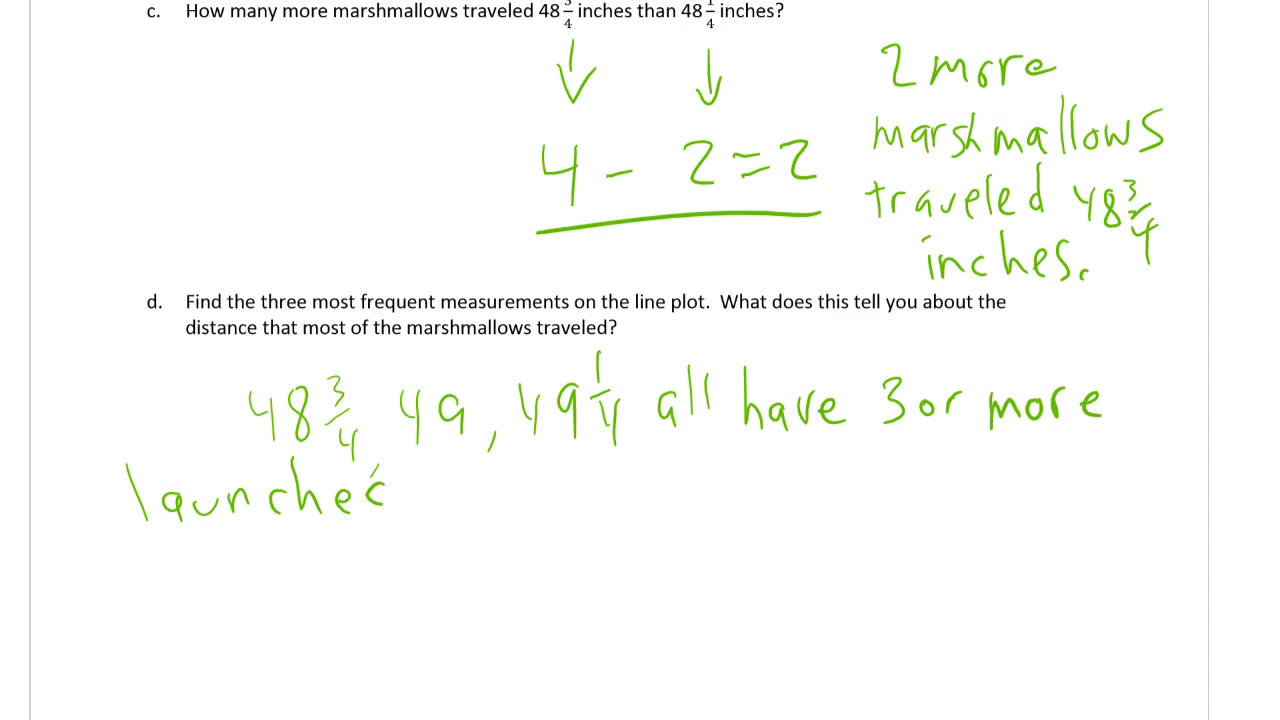 c. How many more marshmallows traveled 48 3/4 inches than 48 1/4 inches?
4 - 2 = 2
2 more
marshmallows
traveled 48 3/4
inches.
d. Find the three most frequent measurements on the line plot. What does this tell you about the
distance that most of the marshmallows traveled?
48 3/4 49, 49 1/4 all have 3 or more
launche